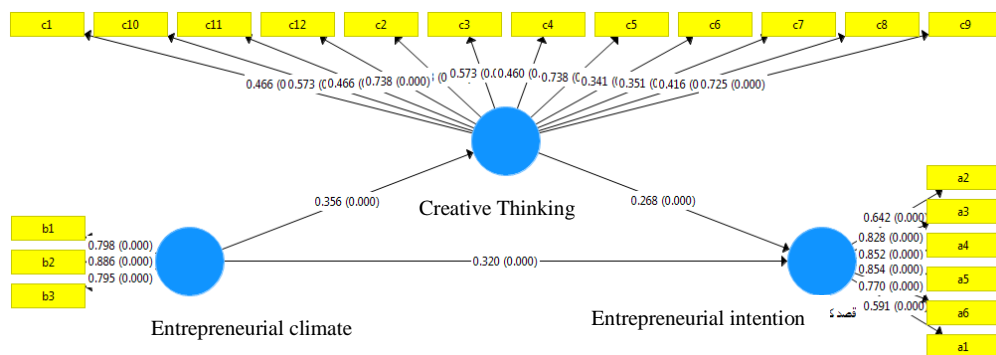 c1 c10 c11 c12 c2 c3 c4 c5 c6 c7 c8 c9
0.466 0.573 0.466 0.738 (0.000) 0.573 0.460 0.738 0.341 0.351 0.416 0.725 (0.000)
Creative Thinking
0.356 (0.000)
0.268 (0.000)
a2
0.642 (0.000)
a3
b1
0.798 (0.000)
0.828 (0.000)
a4
b2
0.886 (0.000)
0.320 (0.000)
0.852 (0.000)
0.854 (0.000)
a5
b3
0.795 (0.000)
0.770 (0.000)
0.591 (0.000)
a6
Entrepreneurial climate
Entrepreneurial intention
قصد
a1